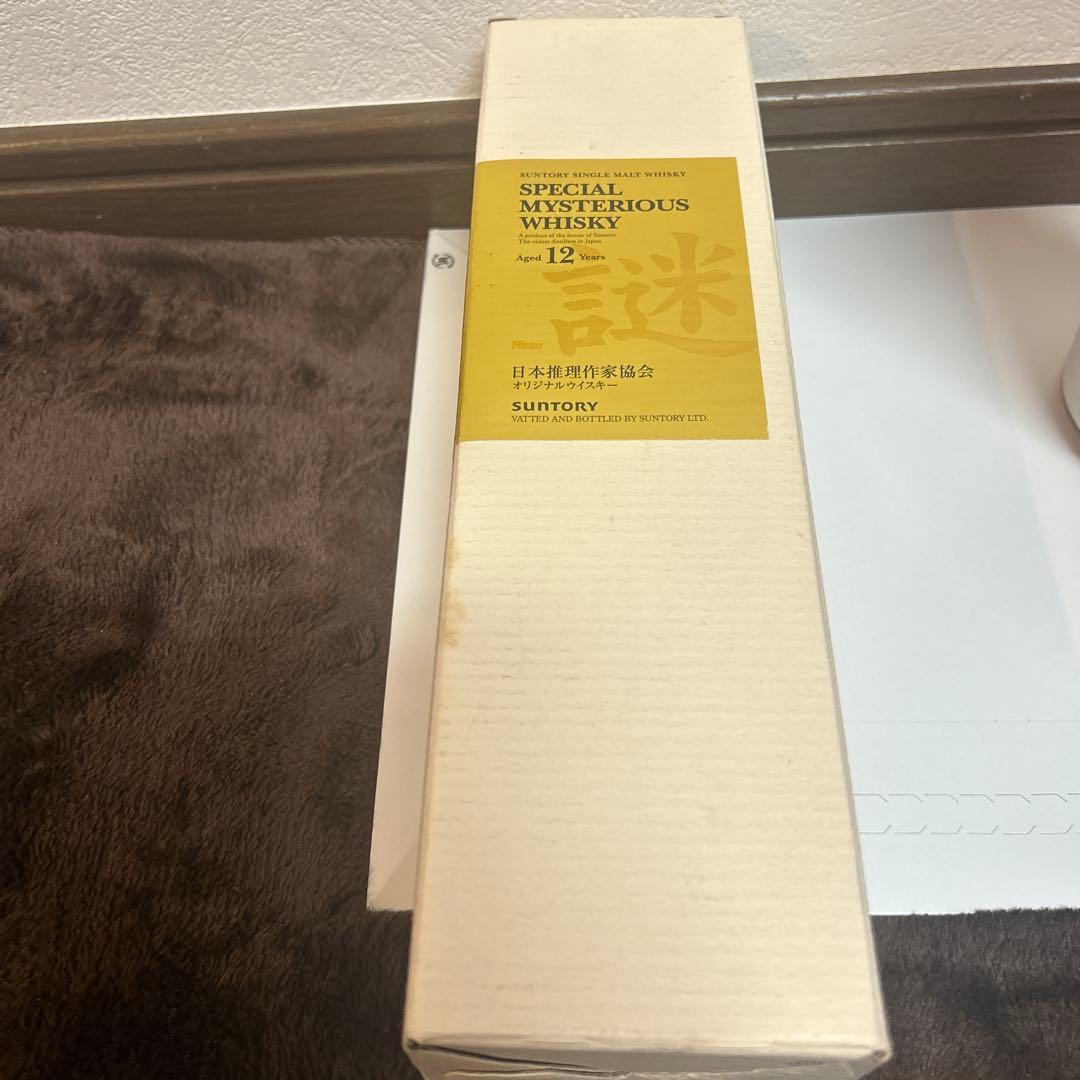 SUNTORY SINGLE MALT WHISKY
SPECIAL
MYSTERIOUS
WHISKY
A product of the house of Suntory
The oldest distillers in Japan
Aged 12 Years
謎
Nazo
日本推理作家協会
オリジナルウイスキー
SUNTORY
VATTED AND BOTTLED BY SUNTORY LTD.